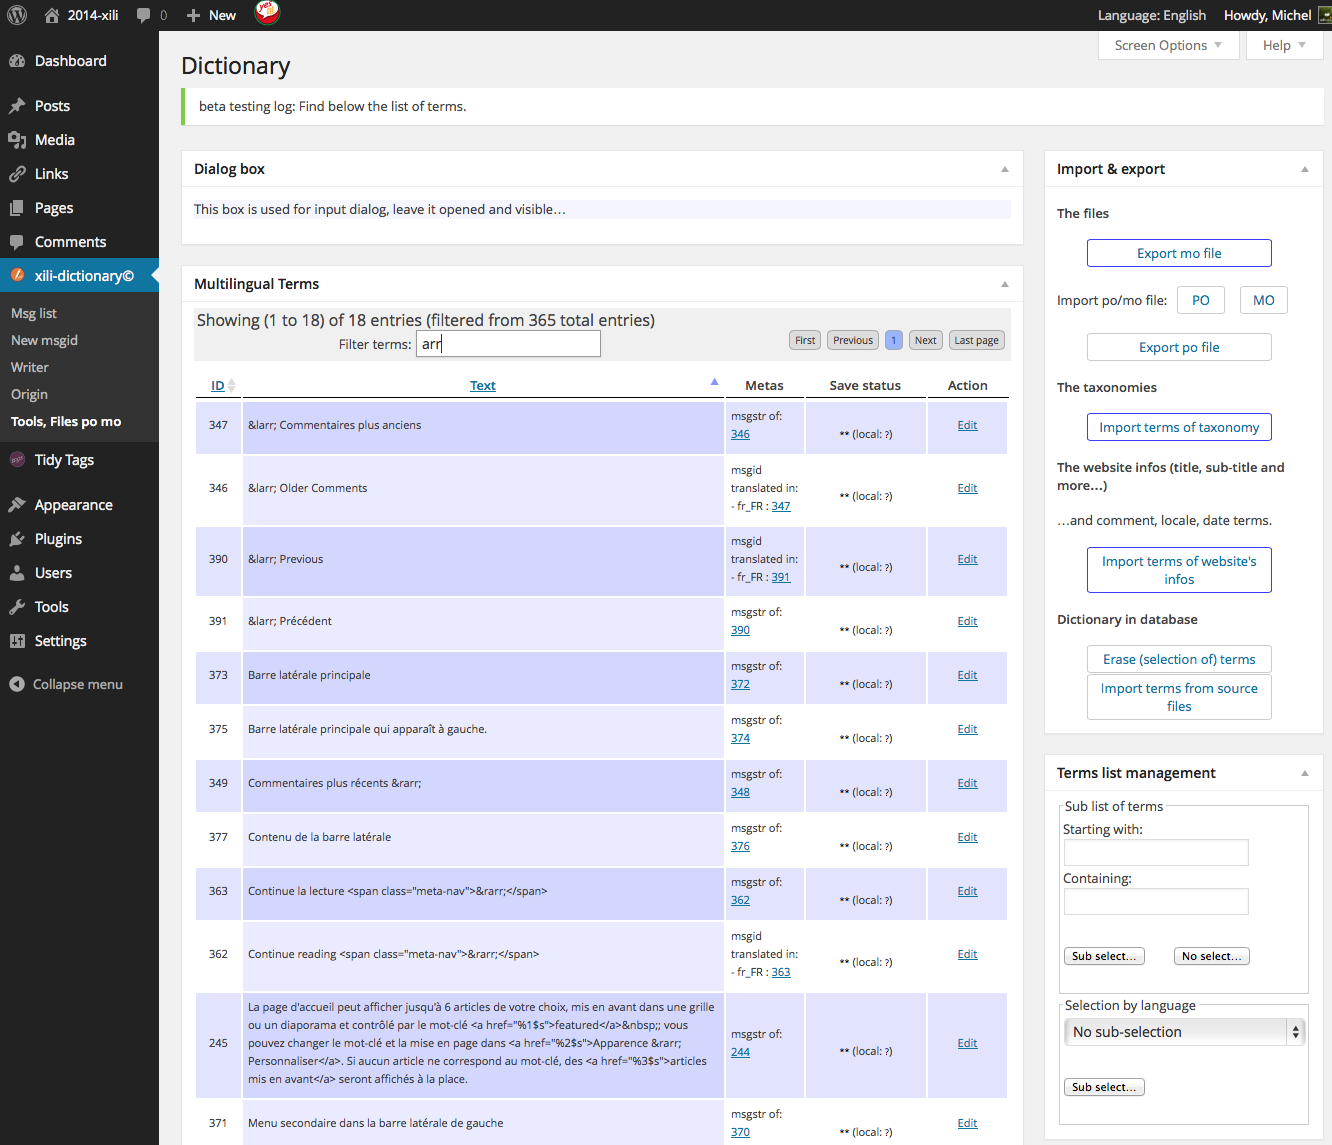 2014-xili 0 New Language: English Howdy, Michel
Screen Options Help
Dashboard
Posts
Media
Links
Pages
Comments
xili-dictionary©
Msg list
New msgid
Writer
Origin
Tools, Files po mo
Tidy Tags
Appearance
Plugins
Users
Tools
Settings
Collapse menu
Dictionary
beta testing log: Find below the list of terms.
Dialog box
This box is used for input dialog, leave it opened and visible...
Multilingual Terms
Showing (1 to 18) of 18 entries (filtered from 365 total entries)
Filter terms: arr
First Previous 1 Next Last page
ID Text Metas Save status Action
347 &larr; Commentaires plus anciens msgstr of: 346 ** (local: ?) Edit
346 &larr; Older Comments msgid translated in: - fr_FR : 347 ** (local: ?) Edit
390 &larr; Previous msgid translated in: - fr_FR : 391 ** (local: ?) Edit
391 &larr; Précédent msgstr of: 390 ** (local: ?) Edit
373 Barre latérale principale msgstr of: 372 ** (local: ?) Edit
375 Barre latérale principale qui apparaît à gauche. msgstr of: 374 ** (local: ?) Edit
349 Commentaires plus récents &rarr; msgstr of: 348 ** (local: ?) Edit
377 Contenu de la barre latérale msgstr of: 376 ** (local: ?) Edit
363 Continue la lecture <span class="meta-nav">&rarr;</span> msgstr of: 362 ** (local: ?) Edit
362 Continue reading <span class="meta-nav">&rarr;</span> msgid translated in: - fr_FR : 363 ** (local: ?) Edit
245 La page d'accueil peut afficher jusqu'à 6 articles de votre choix, mis en avant dans une grille
ou un diaporama et contrôlé par le mot-clé <a href="%1$s">featured</a>&nbsp;; vous
pouvez changer le mot-clé et la mise en page dans <a href="%2$s">Apparence &rarr;
Personnaliser</a>. Si aucun article ne correspond au mot-clé, des <a href="%3$s">articles
mis en avant</a> seront affichés à la place.
msgstr of: 244 ** (local: ?) Edit
371 Menu secondaire dans la barre latérale de gauche msgstr of: 370 Edit
Import & export
The files
Export mo file
Import po/mo file: PO MO
Export po file
The taxonomies
Import terms of taxonomy
The website infos (title, sub-title and
more...)
...and comment, locale, date terms.
Import terms of website's
infos
Dictionary in database
Erase (selection of) terms
Import terms from source
files
Terms list management
Sub list of terms
Starting with:
Containing:
Sub select... No select...
Selection by language
No sub-selection
Sub select...